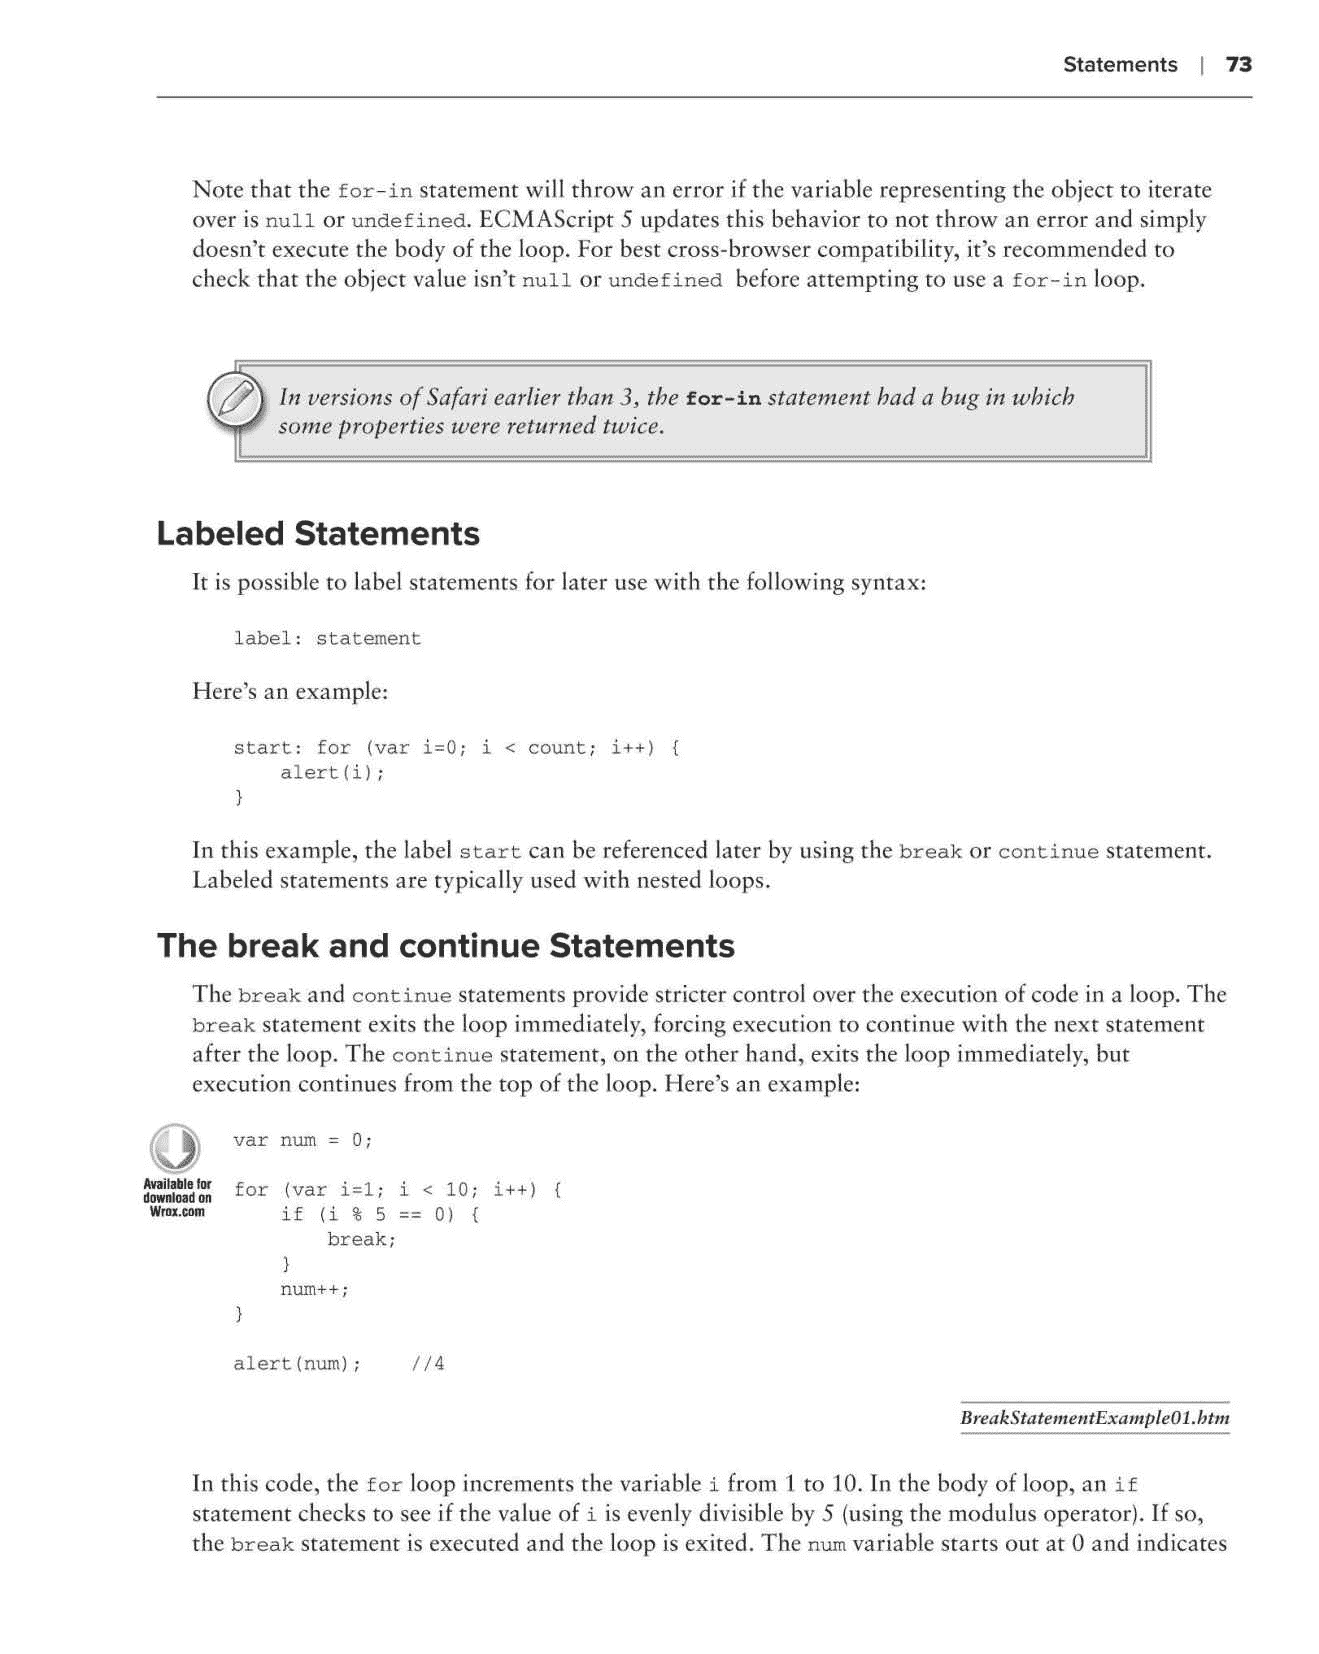 Statements | 73
Note that the for-in statement will throw an error if the variable representing the object to iterate
over is null or undefined. ECMAScript 5 updates this behavior to not throw an error and simply
doesn't execute the body of the loop. For best cross-browser compatibility, it's recommended to
check that the object value isn't null or undefined before attempting to use a for-in loop.
In versions of Safari earlier than 3, the for-in statement had a bug in which
some properties were returned twice.
Labeled Statements
It is possible to label statements for later use with the following syntax:
label: statement
Here's an example:
start: for (var i=0; i < count; i++) {
    alert(i);
}
In this example, the label start can be referenced later by using the break or continue statement.
Labeled statements are typically used with nested loops.
The break and continue Statements
The break and continue statements provide stricter control over the execution of code in a loop. The
break statement exits the loop immediately, forcing execution to continue with the next statement
after the loop. The continue statement, on the other hand, exits the loop immediately, but
execution continues from the top of the loop. Here's an example:
Available for
download on
Wrox.com
var num = 0;
for (var i=1; i < 10; i++) {
    if (i % 5 == 0) {
        break;
    }
    num++;
}
alert(num);    //4
BreakStatementExample01.htm
In this code, the for loop increments the variable i from 1 to 10. In the body of loop, an if
statement checks to see if the value of i is evenly divisible by 5 (using the modulus operator). If so,
the break statement is executed and the loop is exited. The num variable starts out at 0 and indicates